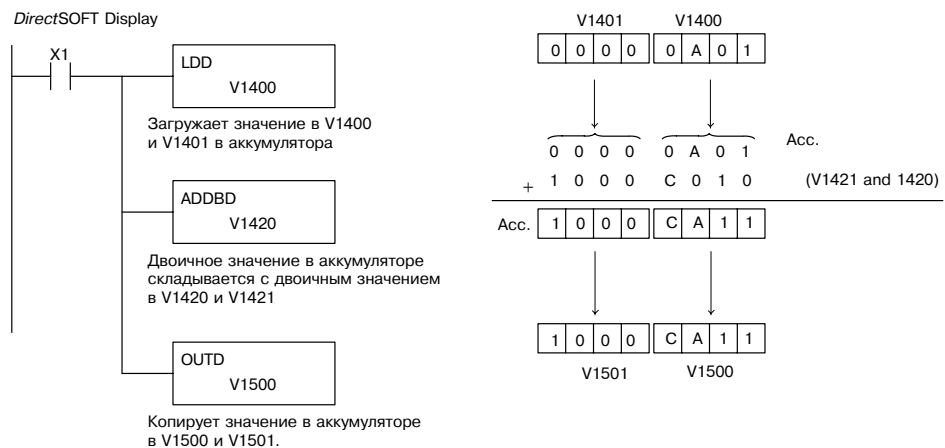 DirectSOFT Display
X1
LDD
V1400
Загружает значение в V1400
и V1401 в аккумулятора
ADDBD
V1420
Двоичное значение в аккумуляторе
складывается с двоичным значением
в V1420 и V1421
OUTD
V1500
Копирует значение в аккумуляторе
в V1500 и V1501.
V1401 V1400
0 0 0 0 0 A 0 1
0 0 0 0 0 A 0 1 Acc.
+ 1 0 0 0 C 0 1 0 (V1421 and 1420)
Acc. 1 0 0 0 C A 1 1
1 0 0 0 C A 1 1
V1501 V1500